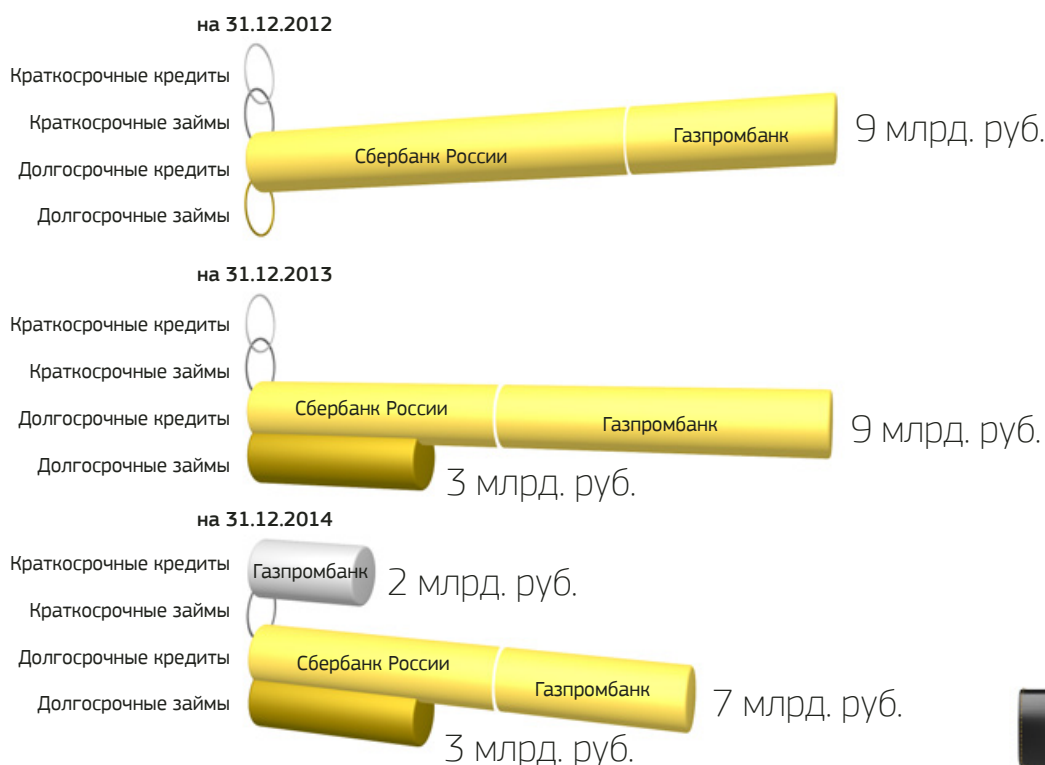 на 31.12.2012
Краткосрочные кредиты
Краткосрочные займы
Долгосрочные кредиты
Долгосрочные займы
Сбербанк России
Газпромбанк
9 млрд. руб.
на 31.12.2013
Краткосрочные кредиты
Краткосрочные займы
Долгосрочные кредиты
Долгосрочные займы
Сбербанк России
Газпромбанк
9 млрд. руб.
3 млрд. руб.
на 31.12.2014
Краткосрочные кредиты
Газпромбанк
2 млрд. руб.
Краткосрочные займы
Долгосрочные кредиты
Сбербанк России
Газпромбанк
7 млрд. руб.
Долгосрочные займы
3 млрд. руб.